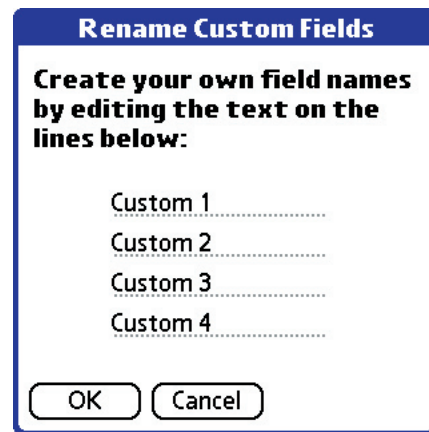 Rename Custom Fields
Create your own field names
by editing the text on the
lines below:
Custom 1
Custom 2
Custom 3
Custom 4
OK Cancel